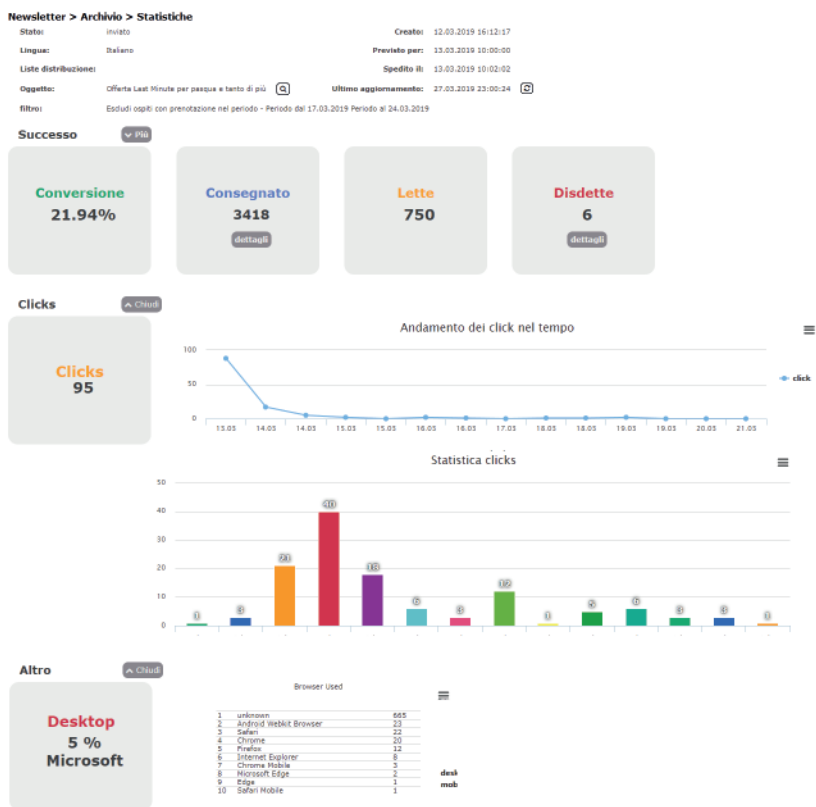 Newsletter > Archivio > Statistiche
Stato: inviato Creato: 12.03.2019 16:12:17
Lingua: Italiano Previsto per: 13.03.2019 10:00:00
Liste distribuzione: Spedito il: 13.03.2019 10:02:02
Oggetto: Offerta Last Minute per pasqua e tanto di più Ultimo aggiornamento: 27.03.2019 23:00:24
filtro: Escludi ospiti con prenotazione nel periodo - Periodo dal 17.03.2019 Periodo al 24.03.2019
Successo Più
Conversione Consegnato Lette Disdette
21.94% 3418 750 6
dettagli dettagli
Clicks Chiudi
Clicks
95
Andamento dei click nel tempo
100
50
0
13.03 14.03 14.03 15.03 15.03 16.03 16.03 17.03 18.03 18.03 19.03 19.03 20.03 21.03
click
Statistica clicks
50
40
30
20
10
0
1 3 21 40 18 6 3 12 1 5 6 3 3 1
Altro Chiudi
Desktop
5 %
Microsoft
Browser Used
1 unknown 665
2 Android Webkit Browser 23
3 Safari 22
4 Chrome 20
5 Firefox 12
6 Internet Explorer 8
7 Chrome Mobile 3
8 Microsoft Edge 2
9 Edge 1
10 Safari Mobile 1
desk
mob